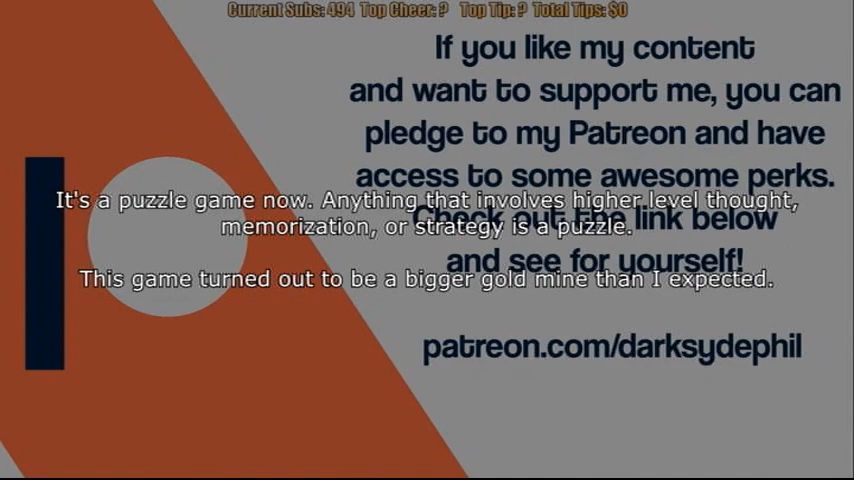 Current Subs: 494 Top Cheer: ? Top Tip: ? Total Tips: $0
If you like my content
and want to support me, you can
pledge to my Patreon and have
access to some awesome perks.
It's a puzzle game now. Anything that involves higher level thought,
Check out the link below
memorization, or strategy is a puzzle.
and see for yourself!
This game turned out to be a bigger gold mine than I expected.
patreon.com/darksydephil